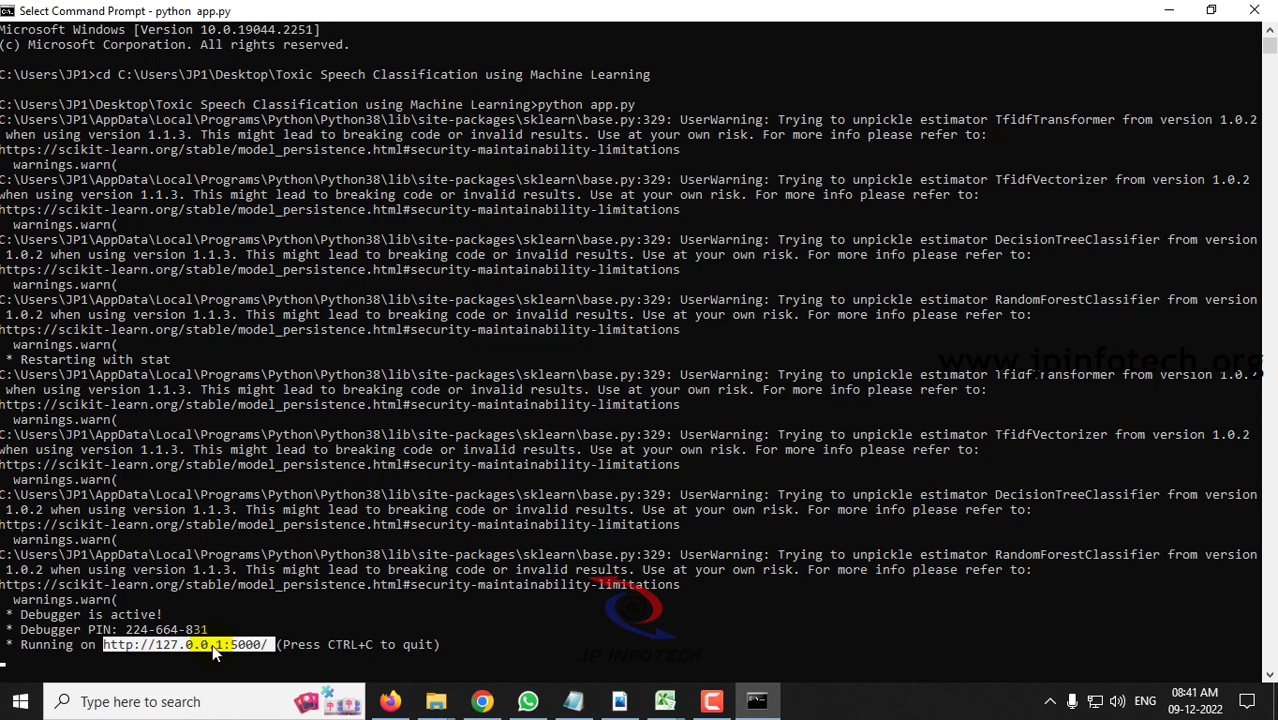 Select Command Prompt - python  app.py
Microsoft Windows [Version 10.0.19044.2251]
(c) Microsoft Corporation. All rights reserved.
C:\Users\JP1>cd C:\Users\JP1\Desktop\Toxic Speech Classification using Machine Learning
C:\Users\JP1\Desktop\Toxic Speech Classification using Machine Learning>python app.py
C:\Users\JP1\AppData\Local\Programs\Python\Python38\lib\site-packages\sklearn\base.py:329: UserWarning: Trying to unpickle estimator TfidfTransformer from version 1.0.2
when using version 1.1.3. This might lead to breaking code or invalid results. Use at your own risk. For more info please refer to:
https://scikit-learn.org/stable/model_persistence.html#security-maintainability-limitations
warnings.warn(
C:\Users\JP1\AppData\Local\Programs\Python\Python38\lib\site-packages\sklearn\base.py:329: UserWarning: Trying to unpickle estimator TfidfVectorizer from version 1.0.2
when using version 1.1.3. This might lead to breaking code or invalid results. Use at your own risk. For more info please refer to:
https://scikit-learn.org/stable/model_persistence.html#security-maintainability-limitations
warnings.warn(
C:\Users\JP1\AppData\Local\Programs\Python\Python38\lib\site-packages\sklearn\base.py:329: UserWarning: Trying to unpickle estimator DecisionTreeClassifier from version
1.0.2 when using version 1.1.3. This might lead to breaking code or invalid results. Use at your own risk. For more info please refer to:
https://scikit-learn.org/stable/model_persistence.html#security-maintainability-limitations
warnings.warn(
C:\Users\JP1\AppData\Local\Programs\Python\Python38\lib\site-packages\sklearn\base.py:329: UserWarning: Trying to unpickle estimator RandomForestClassifier from version
1.0.2 when using version 1.1.3. This might lead to breaking code or invalid results. Use at your own risk. For more info please refer to:
https://scikit-learn.org/stable/model_persistence.html#security-maintainability-limitations
warnings.warn(
* Restarting with stat
www.jpinfotech.org
C:\Users\JP1\AppData\Local\Programs\Python\Python38\lib\site-packages\sklearn\base.py:329: UserWarning: Trying to unpickle estimator TfidfTransformer from version 1.0.2
when using version 1.1.3. This might lead to breaking code or invalid results. Use at your own risk. For more info please refer to:
https://scikit-learn.org/stable/model_persistence.html#security-maintainability-limitations
warnings.warn(
C:\Users\JP1\AppData\Local\Programs\Python\Python38\lib\site-packages\sklearn\base.py:329: UserWarning: Trying to unpickle estimator TfidfVectorizer from version 1.0.2
when using version 1.1.3. This might lead to breaking code or invalid results. Use at your own risk. For more info please refer to:
https://scikit-learn.org/stable/model_persistence.html#security-maintainability-limitations
warnings.warn(
C:\Users\JP1\AppData\Local\Programs\Python\Python38\lib\site-packages\sklearn\base.py:329: UserWarning: Trying to unpickle estimator DecisionTreeClassifier from version
1.0.2 when using version 1.1.3. This might lead to breaking code or invalid results. Use at your own risk. For more info please refer to:
https://scikit-learn.org/stable/model_persistence.html#security-maintainability-limitations
warnings.warn(
C:\Users\JP1\AppData\Local\Programs\Python\Python38\lib\site-packages\sklearn\base.py:329: UserWarning: Trying to unpickle estimator RandomForestClassifier from version
1.0.2 when using version 1.1.3. This might lead to breaking code or invalid results. Use at your own risk. For more info please refer to:
https://scikit-learn.org/stable/model_persistence.html#security-maintainability-limitations
warnings.warn(
* Debugger is active!
* Debugger PIN: 224-664-831
* Running on http://127.0.0.1:5000/ (Press CTRL+C to quit)
JP INFOTECH
Type here to search
ENG
08:41 AM
09-12-2022